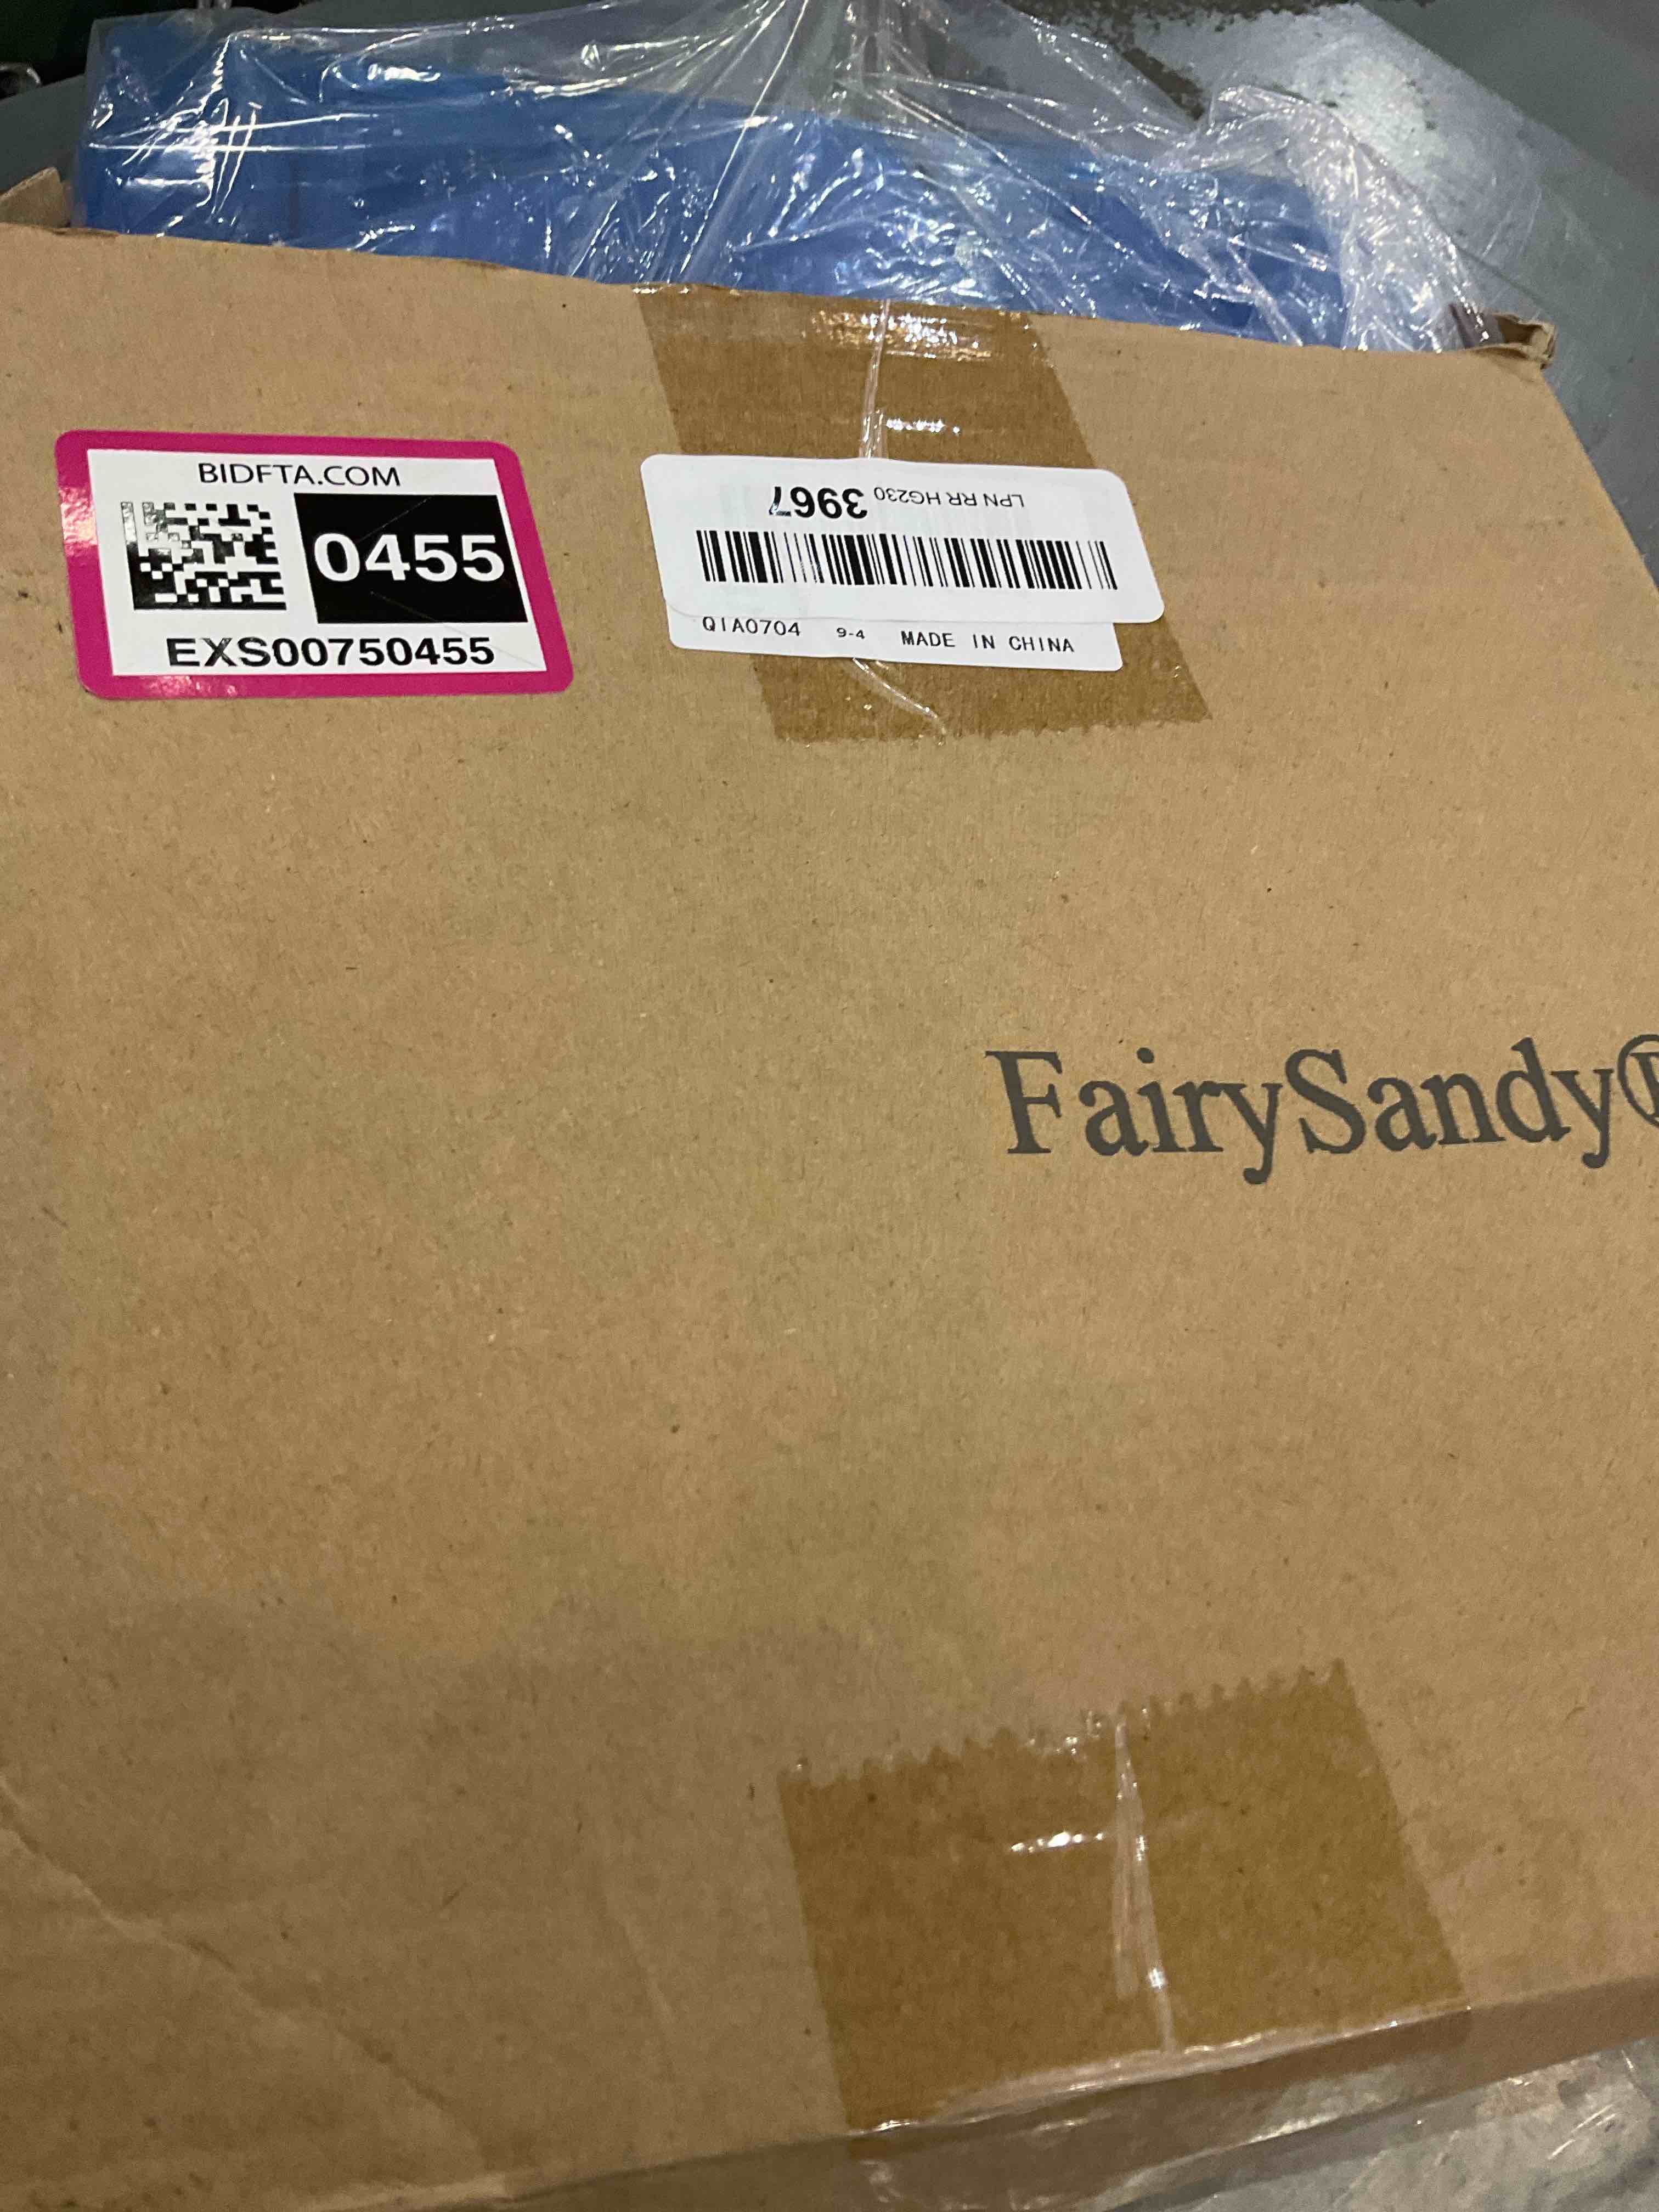 BIDFTA.COM
0455
EXS00750455
LPN RR HG230 3967
QIA0704 9-4 MADE IN CHINA
FairySandy®